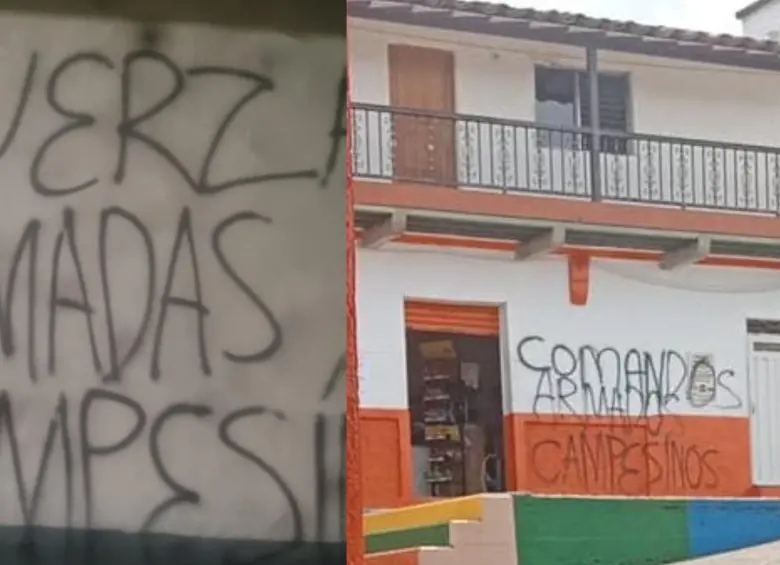 UERZA
MADAS
MPESI
COMANDOS
ARMADOS
CAMPESINOS